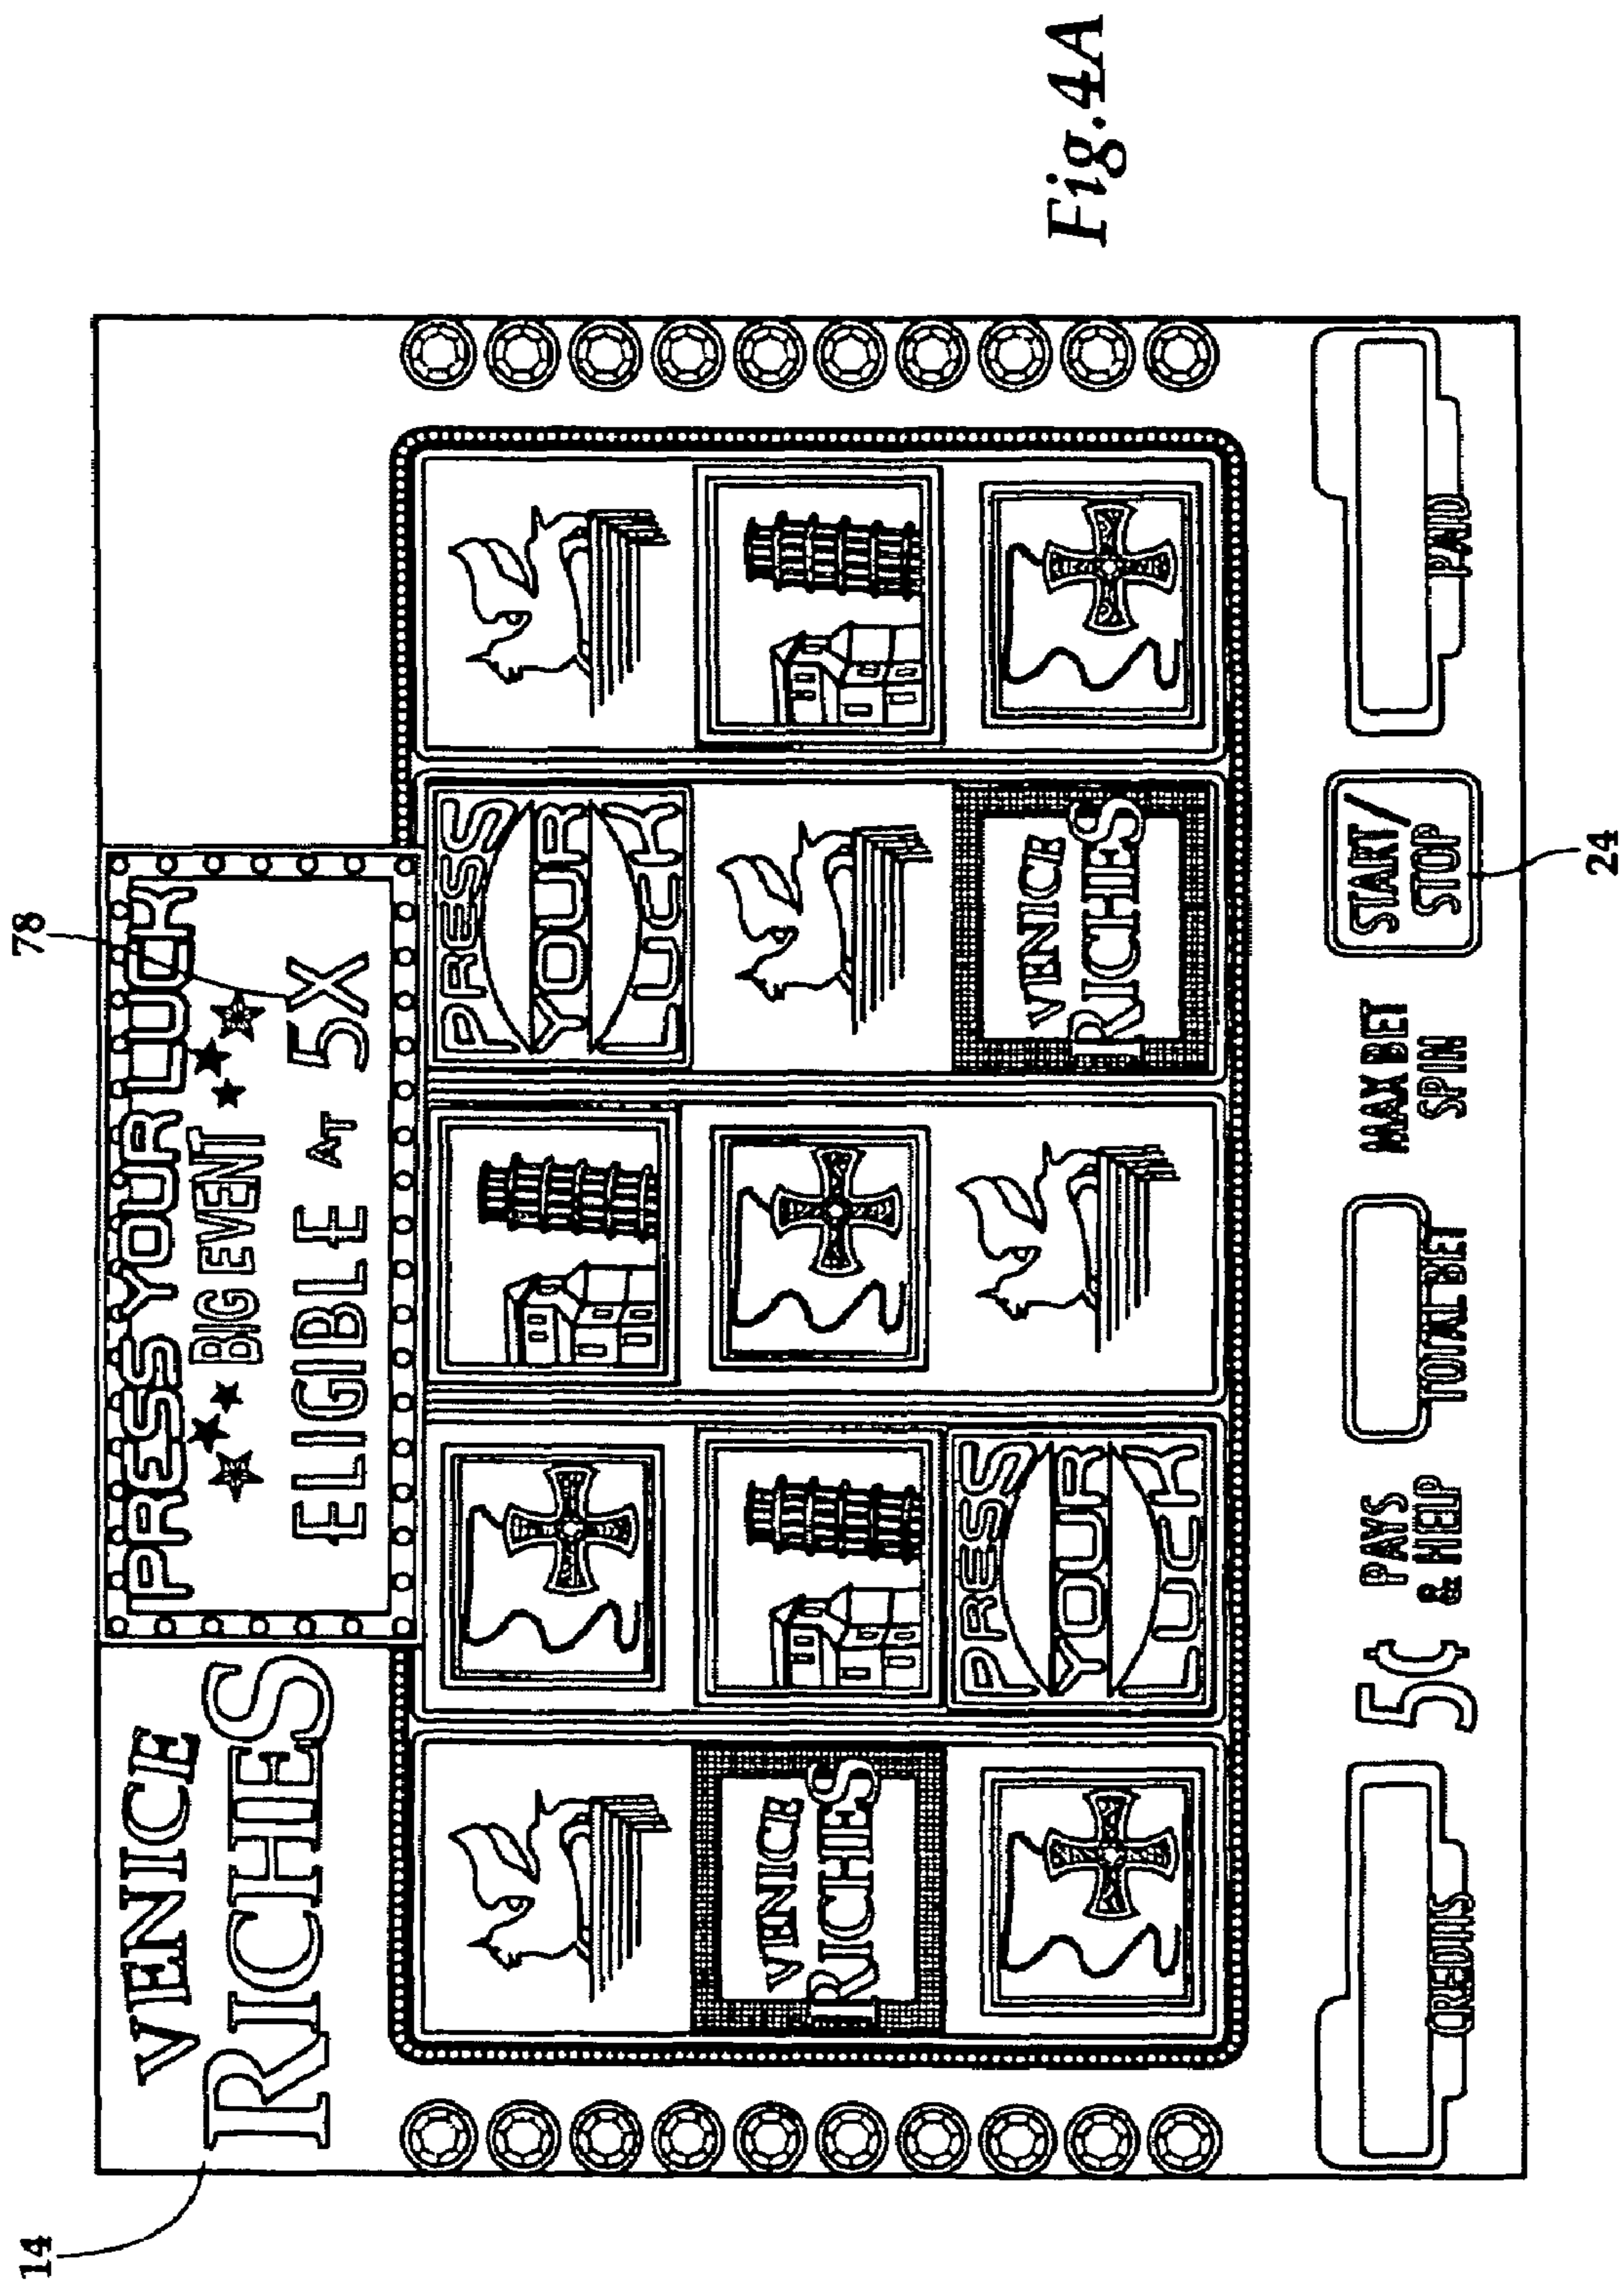 14
78
VENICE
RICHES
PRESS YOUR LUCK
BIG EVENT
ELIGIBLE AT 5X
PRESS
YOUR
LUCK
VENICE
RICHES
PRESS
YOUR
LUCK
VENICE
RICHES
CREDITS
5¢
PAYS
& HELP
TOTAL BET
MAX BET
SPIN
START/
STOP
PAID
24
Fig.4A